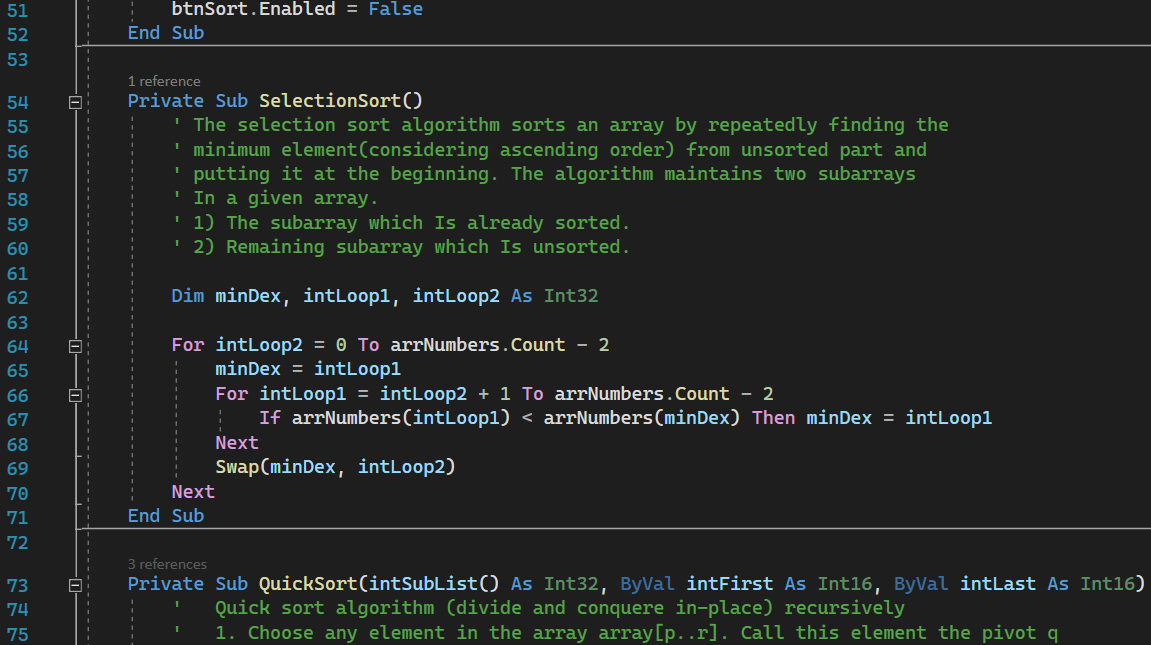 51 btnSort.Enabled = False
52 End Sub
53
1 reference
54 Private Sub SelectionSort()
55 ' The selection sort algorithm sorts an array by repeatedly finding the
56 ' minimum element(considering ascending order) from unsorted part and
57 ' putting it at the beginning. The algorithm maintains two subarrays
58 ' In a given array.
59 ' 1) The subarray which Is already sorted.
60 ' 2) Remaining subarray which Is unsorted.
61
62 Dim minDex, intLoop1, intLoop2 As Int32
63
64 For intLoop2 = 0 To arrNumbers.Count - 2
65 minDex = intLoop1
66 For intLoop1 = intLoop2 + 1 To arrNumbers.Count - 2
67 If arrNumbers(intLoop1) < arrNumbers(minDex) Then minDex = intLoop1
68 Next
69 Swap(minDex, intLoop2)
70 Next
71 End Sub
72
3 references
73 Private Sub QuickSort(intSubList() As Int32, ByVal intFirst As Int16, ByVal intLast As Int16)
74 ' Quick sort algorithm (divide and conquere in-place) recursively
75 ' 1. Choose any element in the array array[p..r]. Call this element the pivot q